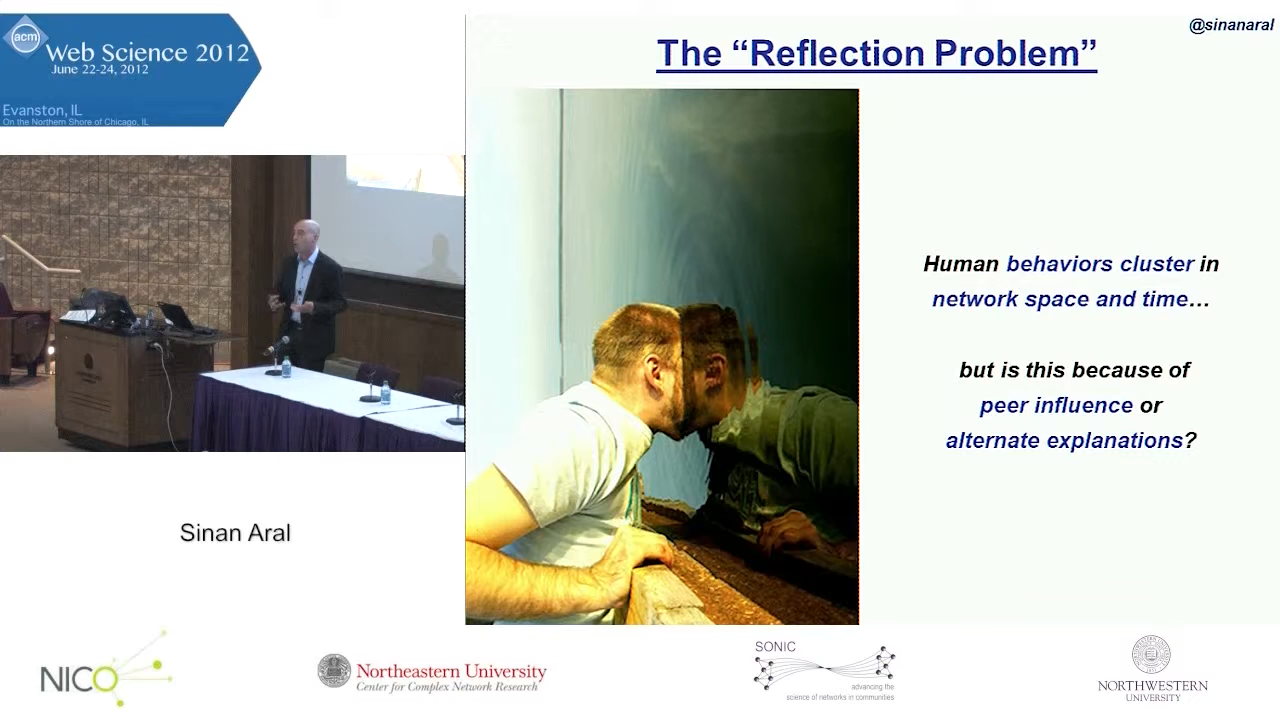 acm
Web Science 2012
June 22-24, 2012
Evanston, IL
On the Northern Shore of Chicago, IL
@sinanaral
The “Reflection Problem”
Human behaviors cluster in
network space and time…
but is this because of
peer influence or
alternate explanations?
Sinan Aral
NICO
Northeastern University
Center for Complex Network Research
SONIC
advancing the
science of networks in communities
NORTHWESTERN
UNIVERSITY